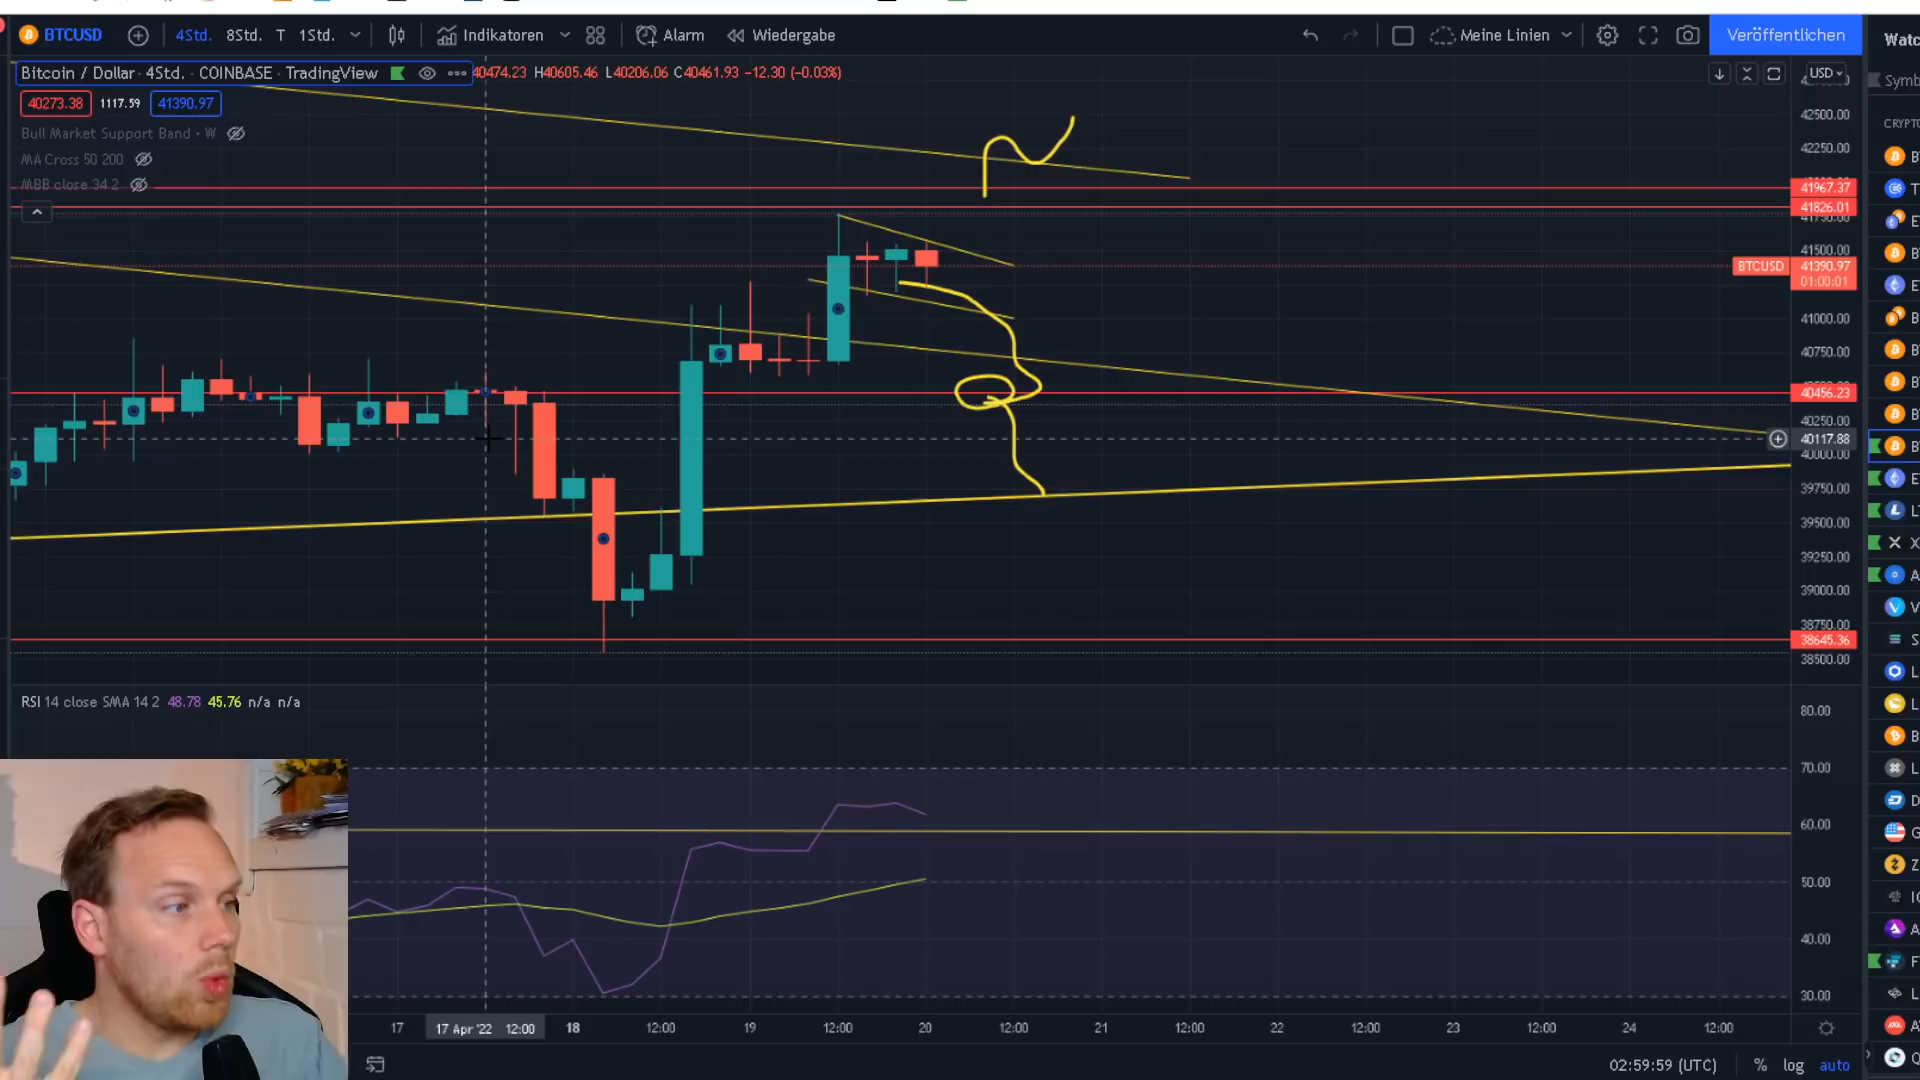 BTCUSD 4Std. 8Std. T 1Std. Indikatoren Alarm Wiedergabe Meine Linien Veröffentlichen
Watc
Bitcoin / Dollar · 4Std. · COINBASE · TradingView 40474.23 H40605.46 L40206.06 C40461.93 −12.30 (−0.03%)
USD
Symb
40273.38 1117.59 41390.97
Bull Market Support Band · W
MA Cross 50 200
MBB close 34 2
42500.00
CRYPTO
42250.00
41967.37
41826.01
41750.00
41500.00
BTCUSD 41390.97
01:00:01
41000.00
40750.00
40456.23
40250.00
40117.88
40000.00
39750.00
39500.00
39250.00
39000.00
38750.00
38645.36
38500.00
RSI 14 close SMA 14 2 48.78 45.76 n/a n/a
80.00
70.00
60.00
50.00
40.00
30.00
17 17 Apr '22 12:00 18 12:00 19 12:00 20 12:00 21 12:00 22 12:00 23 12:00 24 12:00
02:59:59 (UTC) % log auto